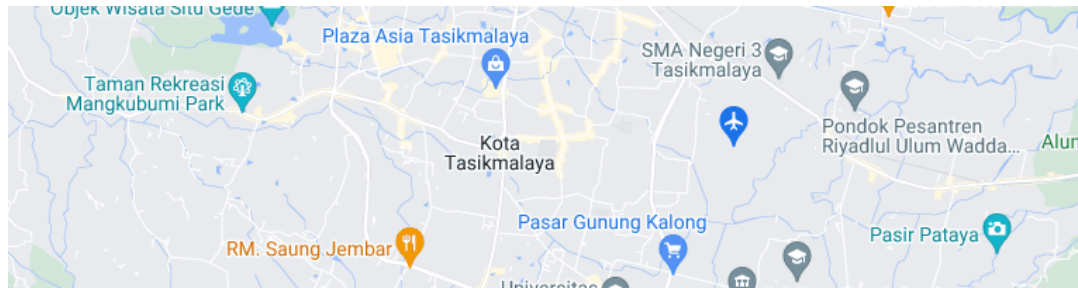 Objek Wisata Situ Gede
Plaza Asia Tasikmalaya
SMA Negeri 3
Tasikmalaya
Taman Rekreasi
Mangkubumi Park
Kota
Tasikmalaya
Pondok Pesantren
Riyadlul Ulum Wadda...
Alun
Pasar Gunung Kalong
Pasir Pataya
RM. Saung Jembar
Universitas